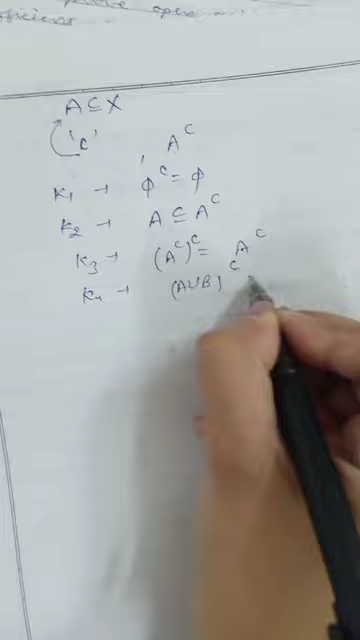 A ⊆ X
'c' , A^c
K₁ → φ^c = φ
K₂ → A ⊆ A^c
K₃ → (A^c)^c = A^c
K₄ → (A∪B)^c